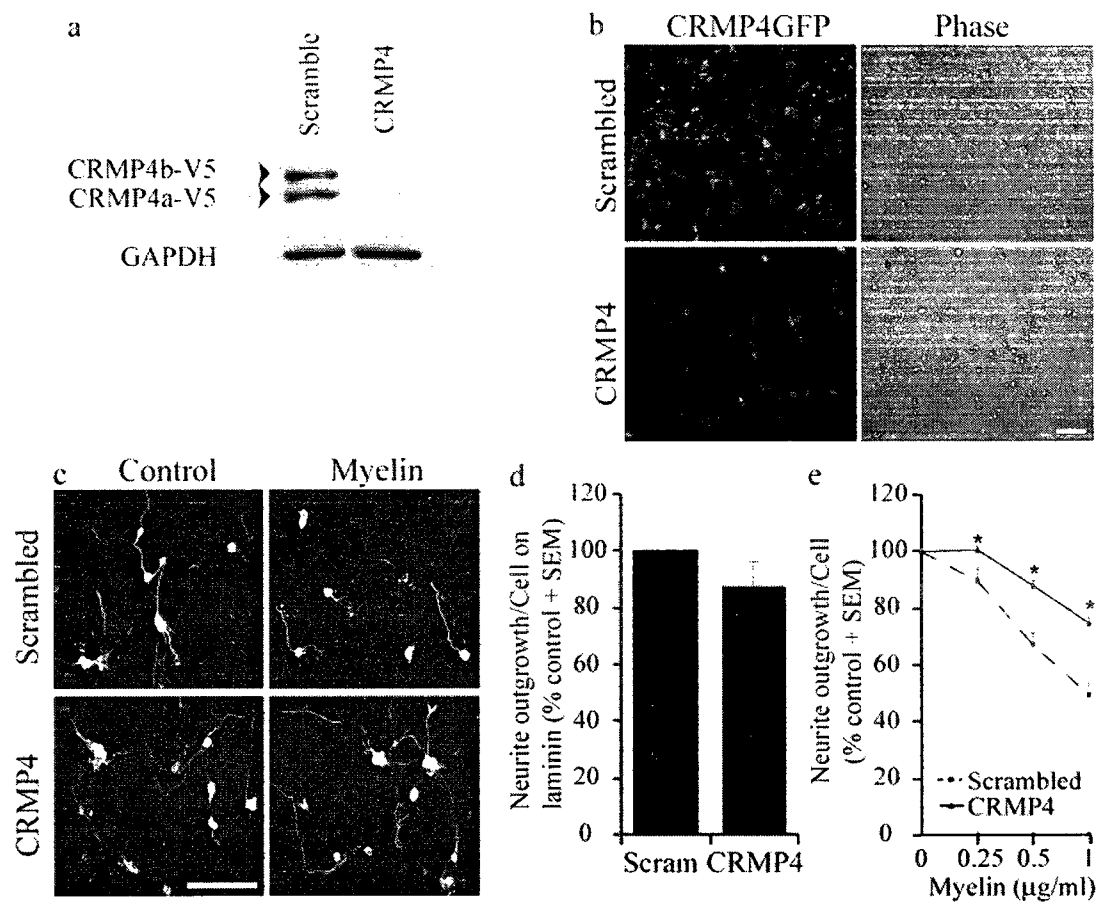 a
Scramble
CRMP4
CRMP4b-V5
CRMP4a-V5
GAPDH
b
CRMP4GFP
Phase
Scrambled
CRMP4
c
Control
Myelin
Scrambled
CRMP4
d
Neurite outgrowth/Cell on
laminin (% control + SEM)
120
100
80
60
40
20
0
Scram CRMP4
e
Neurite outgrowth/Cell
(% control + SEM)
120
100
80
60
40
20
0
*
*
*
Scrambled
CRMP4
0 0.25 0.5 1
Myelin (µg/ml)